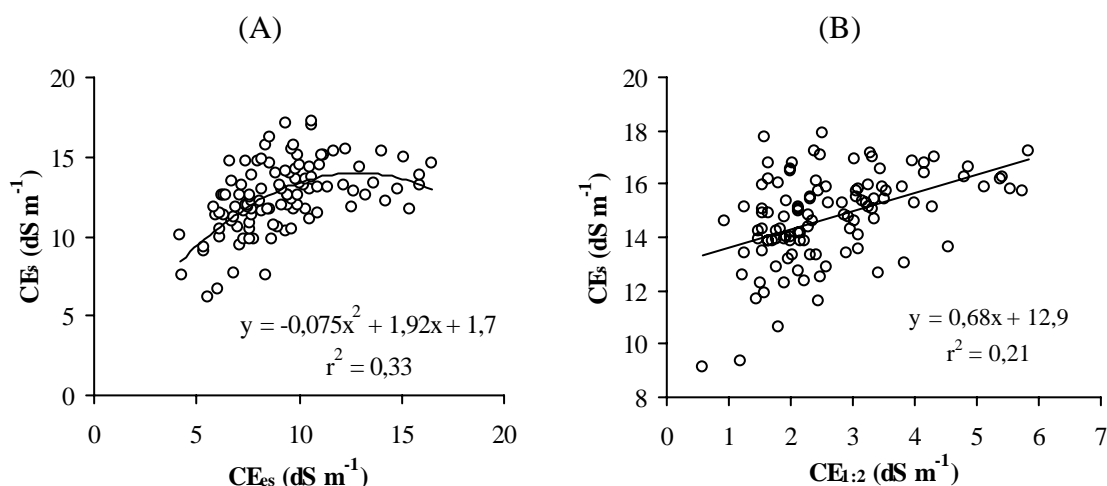 (A)
CEs (dS m-1)
20
15
10
5
0
y = -0,075x2 + 1,92x + 1,7
r2 = 0,33
0 5 10 15 20
CEes (dS m-1)
(B)
CEs (dS m-1)
20
18
16
14
12
10
8
y = 0,68x + 12,9
r2 = 0,21
0 1 2 3 4 5 6 7
CE1:2 (dS m-1)